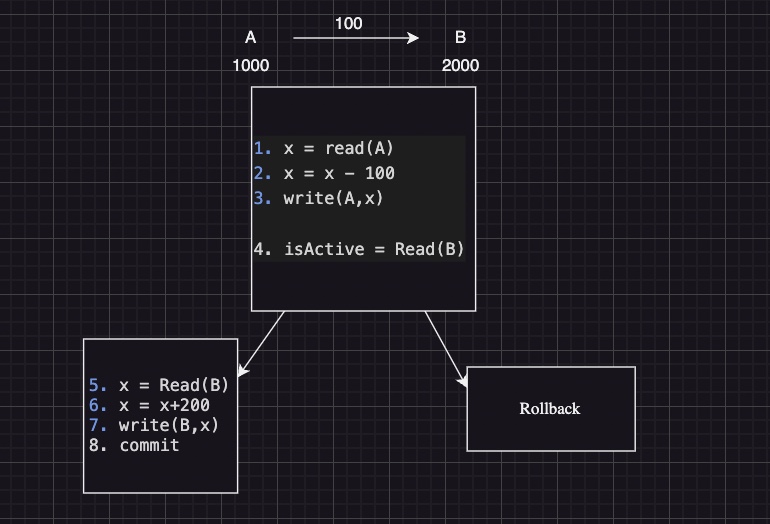 100
A B
1000 2000
1. x = read(A)
2. x = x - 100
3. write(A,x)
4. isActive = Read(B)
5. x = Read(B)
6. x = x+200
7. write(B,x)
8. commit
Rollback